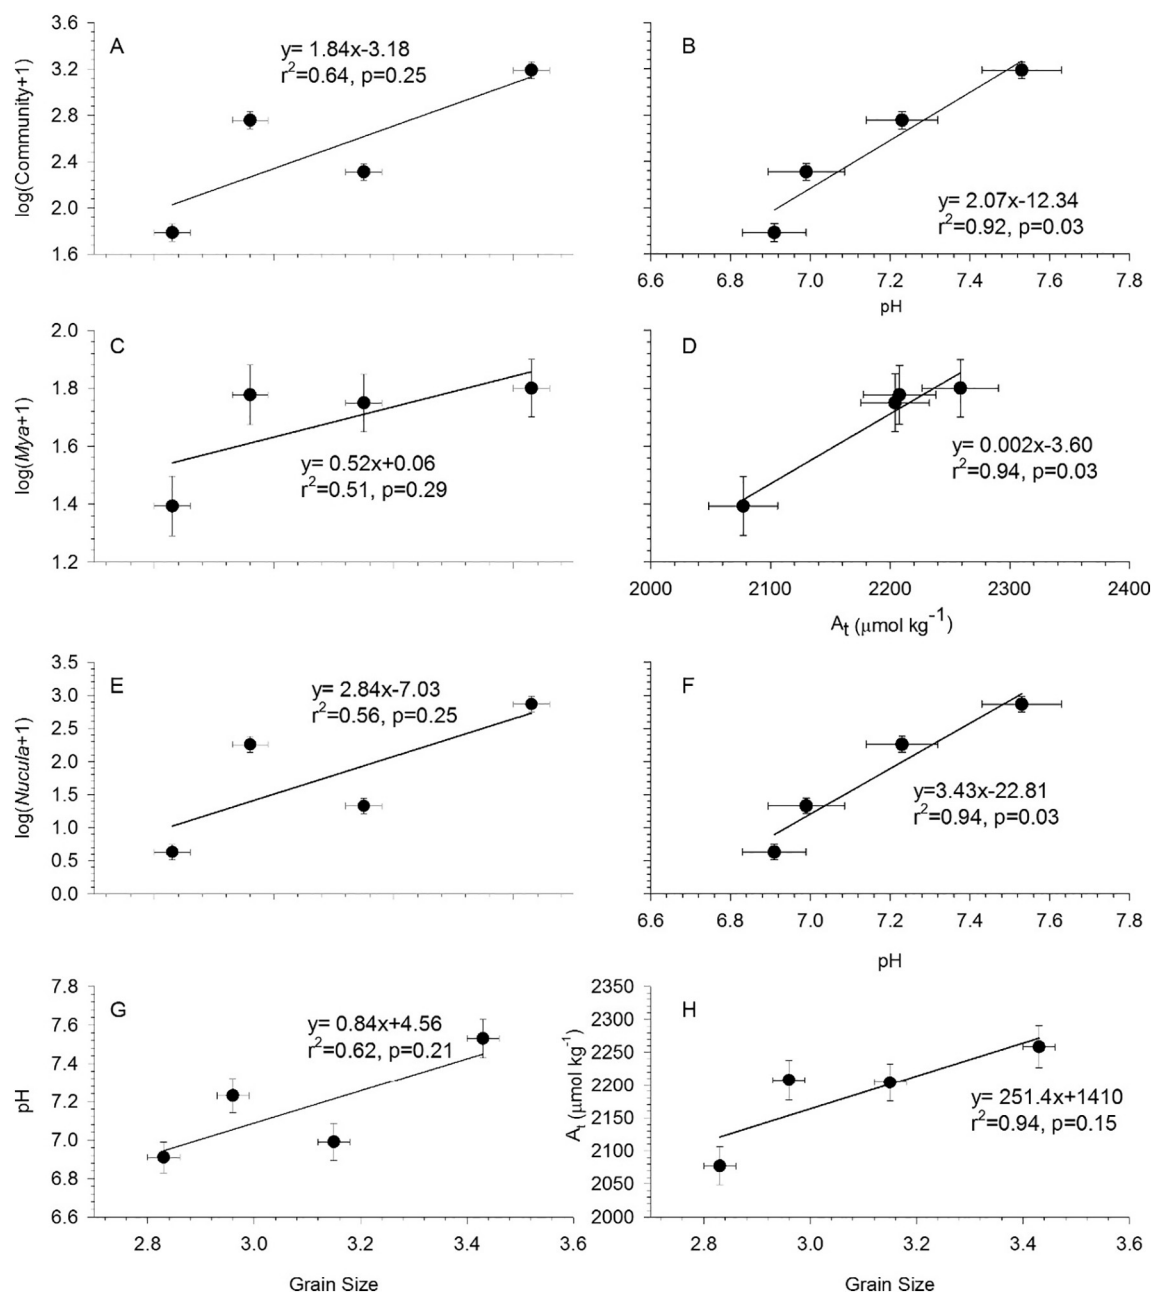 A
y= 1.84x-3.18
r²=0.64, p=0.25
log(Community+1)
3.6
3.2
2.8
2.4
2.0
1.6
B
y= 2.07x-12.34
r²=0.92, p=0.03
6.6 6.8 7.0 7.2 7.4 7.6 7.8
pH
C
y= 0.52x+0.06
r²=0.51, p=0.29
log(Mya+1)
2.0
1.8
1.6
1.4
1.2
D
y= 0.002x-3.60
r²=0.94, p=0.03
2000 2100 2200 2300 2400
At (μmol kg⁻¹)
E
y= 2.84x-7.03
r²=0.56, p=0.25
log(Nucula+1)
3.5
3.0
2.5
2.0
1.5
1.0
0.5
0.0
F
y=3.43x-22.81
r²=0.94, p=0.03
6.6 6.8 7.0 7.2 7.4 7.6 7.8
pH
G
y= 0.84x+4.56
r²=0.62, p=0.21
pH
7.8
7.6
7.4
7.2
7.0
6.8
6.6
2.8 3.0 3.2 3.4 3.6
Grain Size
H
y= 251.4x+1410
r²=0.94, p=0.15
At (μmol kg⁻¹)
2350
2300
2250
2200
2150
2100
2050
2000
2.8 3.0 3.2 3.4 3.6
Grain Size